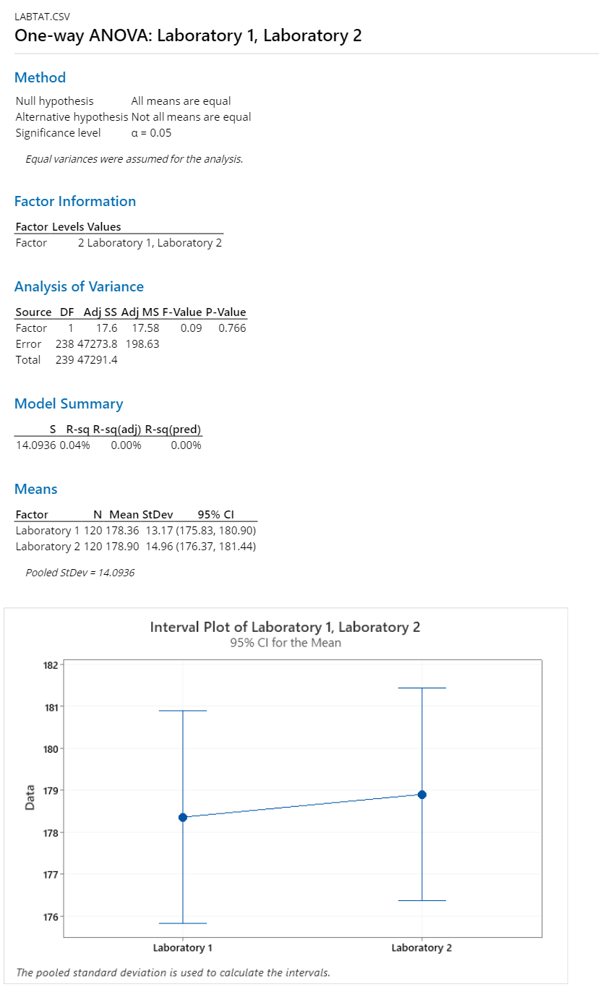 LABTAT.CSV
One-way ANOVA: Laboratory 1, Laboratory 2
Method
Null hypothesis All means are equal
Alternative hypothesis Not all means are equal
Significance level α = 0.05
Equal variances were assumed for the analysis.
Factor Information
Factor Levels Values
Factor 2 Laboratory 1, Laboratory 2
Analysis of Variance
Source DF Adj SS Adj MS F-Value P-Value
Factor 1 17.6 17.58 0.09 0.766
Error 238 47273.8 198.63
Total 239 47291.4
Model Summary
S R-sq R-sq(adj) R-sq(pred)
14.0936 0.04% 0.00% 0.00%
Means
Factor N Mean StDev 95% CI
Laboratory 1 120 178.36 13.17 (175.83, 180.90)
Laboratory 2 120 178.90 14.96 (176.37, 181.44)
Pooled StDev = 14.0936
Interval Plot of Laboratory 1, Laboratory 2
95% CI for the Mean
182
181
180
179
178
177
176
Data
Laboratory 1 Laboratory 2
The pooled standard deviation is used to calculate the intervals.